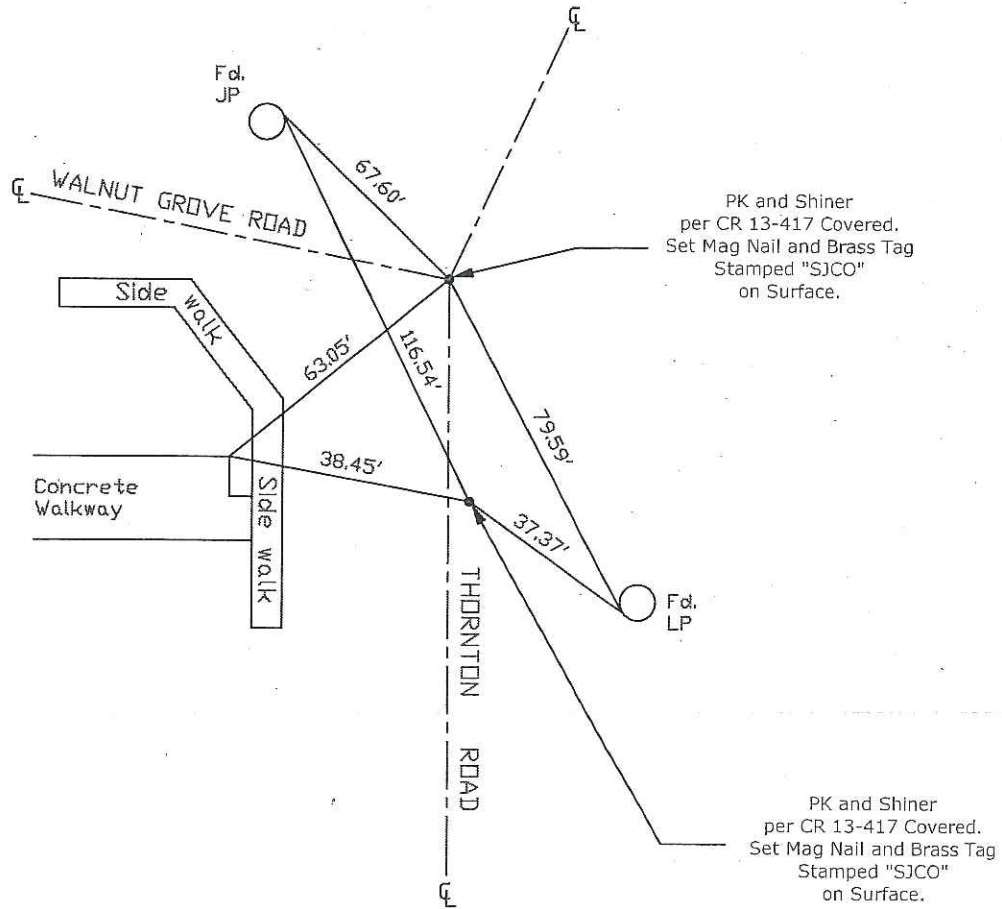 ℄
Fd.
JP
67.60'
℄
WALNUT GROVE ROAD
PK and Shiner
per CR 13-417 Covered.
Set Mag Nail and Brass Tag
Stamped "SJCO"
on Surface.
Side walk
63.05'
116.54'
79.59'
38.45'
Concrete
Walkway
Side walk
37.37'
Fd.
LP
THORNTON ROAD
PK and Shiner
per CR 13-417 Covered.
Set Mag Nail and Brass Tag
Stamped "SJCO"
on Surface.
℄